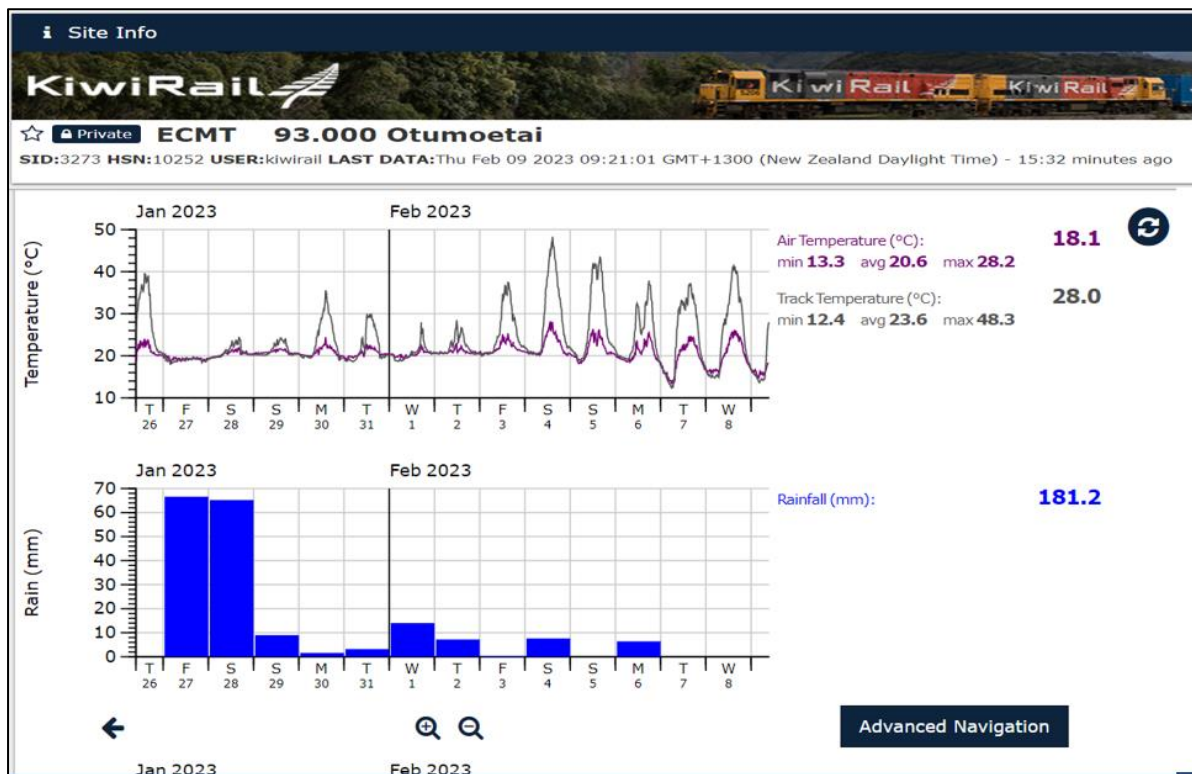 i Site Info
KiwiRail
KiwiRail KiwiRail
☆ Private ECMT 93.000 Otumoetai
SID:3273 HSN:10252 USER:kiwirail LAST DATA:Thu Feb 09 2023 09:21:01 GMT+1300 (New Zealand Daylight Time) - 15:32 minutes ago
Jan 2023 Feb 2023
Temperature (°C)
50
40
30
20
10
T F S S M T W T F S S M T W
26 27 28 29 30 31 1 2 3 4 5 6 7 8
Air Temperature (°C): 18.1
min 13.3 avg 20.6 max 28.2
Track Temperature (°C): 28.0
min 12.4 avg 23.6 max 48.3
Jan 2023 Feb 2023
Rain (mm)
70
60
50
40
30
20
10
0
T F S S M T W T F S S M T W
26 27 28 29 30 31 1 2 3 4 5 6 7 8
Rainfall (mm): 181.2
Advanced Navigation
Jan 2023 Feb 2023